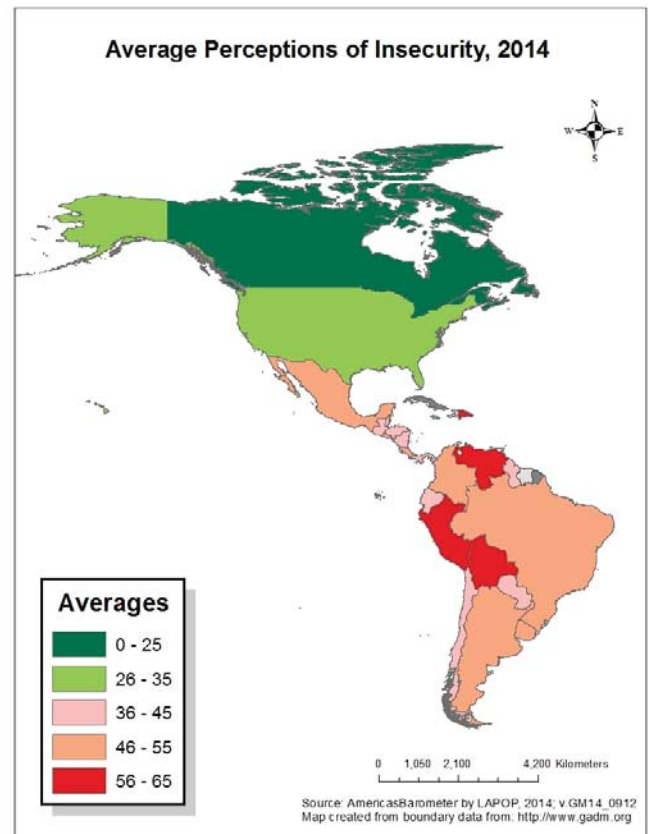 Average Perceptions of Insecurity, 2014
N
W E
S
Averages
0 - 25
26 - 35
36 - 45
46 - 55
56 - 65
0 1,050 2,100 4,200 Kilometers
Source: AmericasBarometer by LAPOP, 2014; v.GM14_0912
Map created from boundary data from: http://www.gadm.org